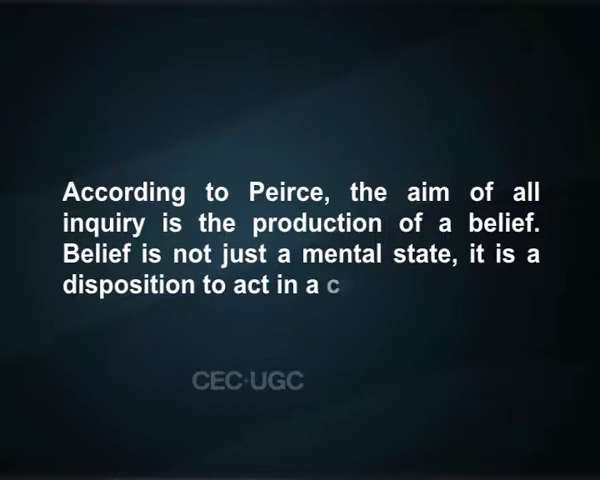 According to Peirce, the aim of all
inquiry is the production of a belief.
Belief is not just a mental state, it is a
disposition to act in a c
CEC-UGC